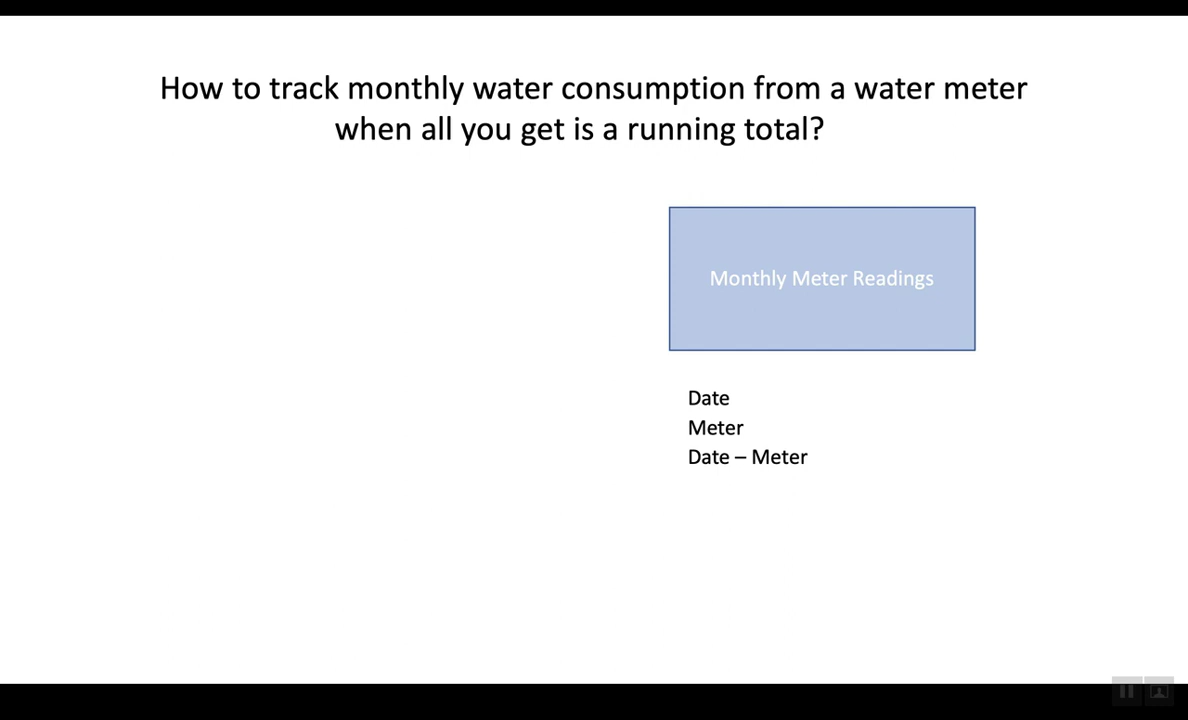 How to track monthly water consumption from a water meter
when all you get is a running total?
Monthly Meter Readings
Date
Meter
Date – Meter